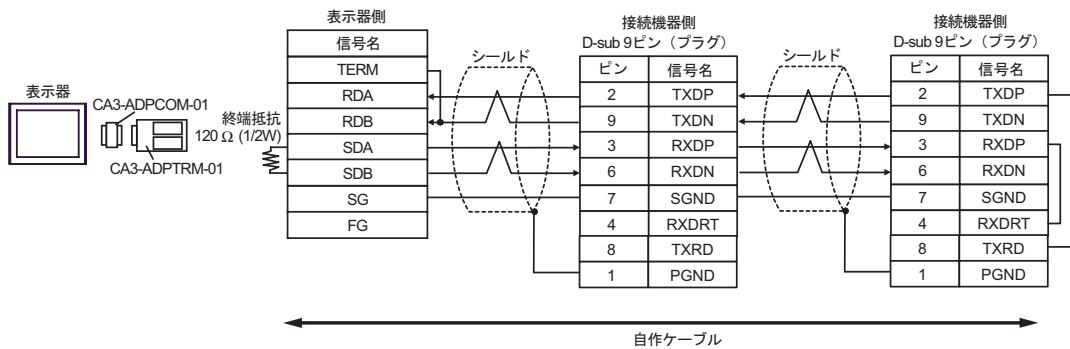 表示器
CA3-ADPCOM-01
CA3-ADPTRM-01
終端抵抗
120 Ω (1/2W)
表示器側
信号名
TERM
RDA
RDB
SDA
SDB
SG
FG
シールド
接続機器側
D-sub 9ピン（プラグ）
ピン 信号名
2 TXDP
9 TXDN
3 RXDP
6 RXDN
7 SGND
4 RXDRT
8 TXRD
1 PGND
シールド
接続機器側
D-sub 9ピン（プラグ）
ピン 信号名
2 TXDP
9 TXDN
3 RXDP
6 RXDN
7 SGND
4 RXDRT
8 TXRD
1 PGND
自作ケーブル